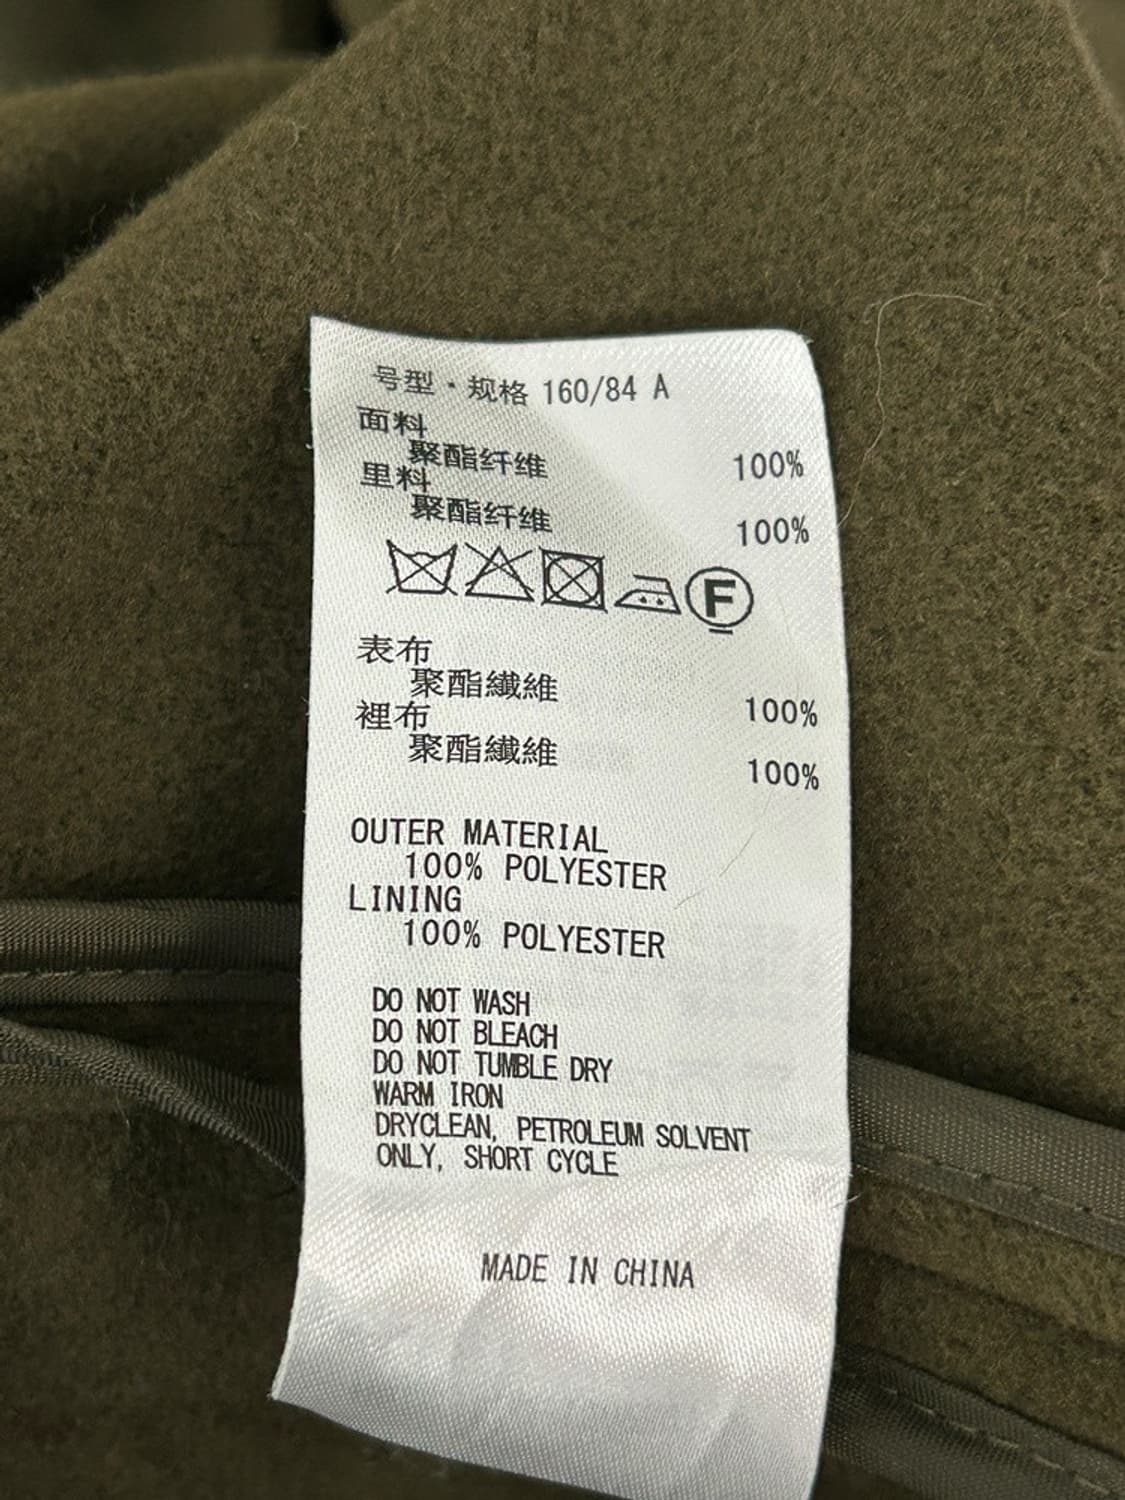 号型・规格 160/84 A
面料
聚酯纤维 100%
里料
聚酯纤维 100%
F
表布
聚酯纖維 100%
裡布
聚酯纖維 100%
OUTER MATERIAL
100% POLYESTER
LINING
100% POLYESTER
DO NOT WASH
DO NOT BLEACH
DO NOT TUMBLE DRY
WARM IRON
DRYCLEAN, PETROLEUM SOLVENT
ONLY, SHORT CYCLE
MADE IN CHINA